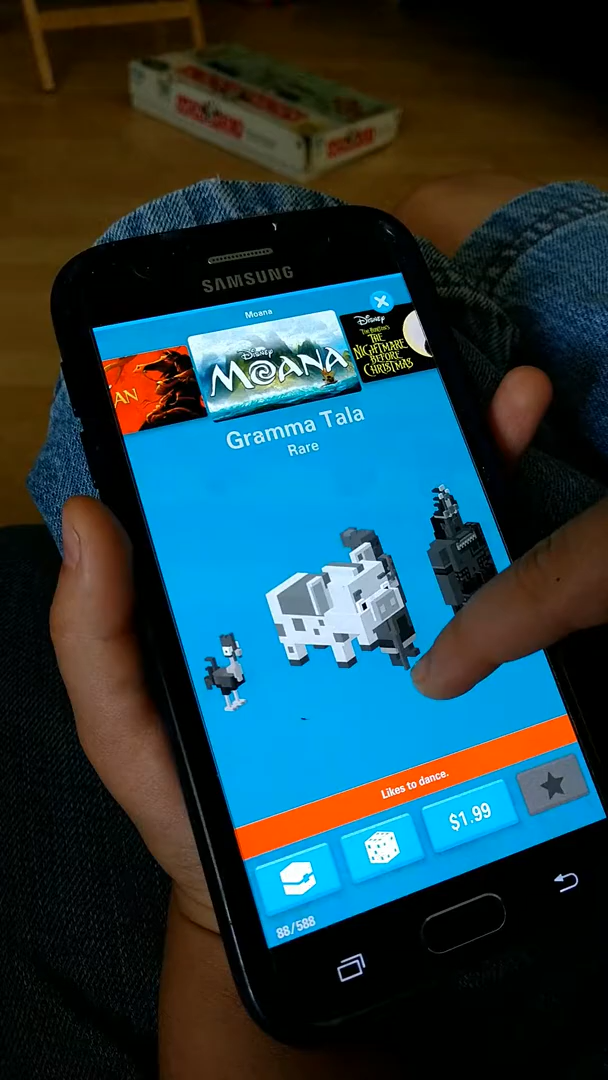 SAMSUNG
Moana
AN
Disney
MOANA
Disney
TIM BURTON'S
THE
NIGHTMARE
BEFORE
CHRISTMAS
Gramma Tala
Rare
Likes to dance.
$1.99
88/588